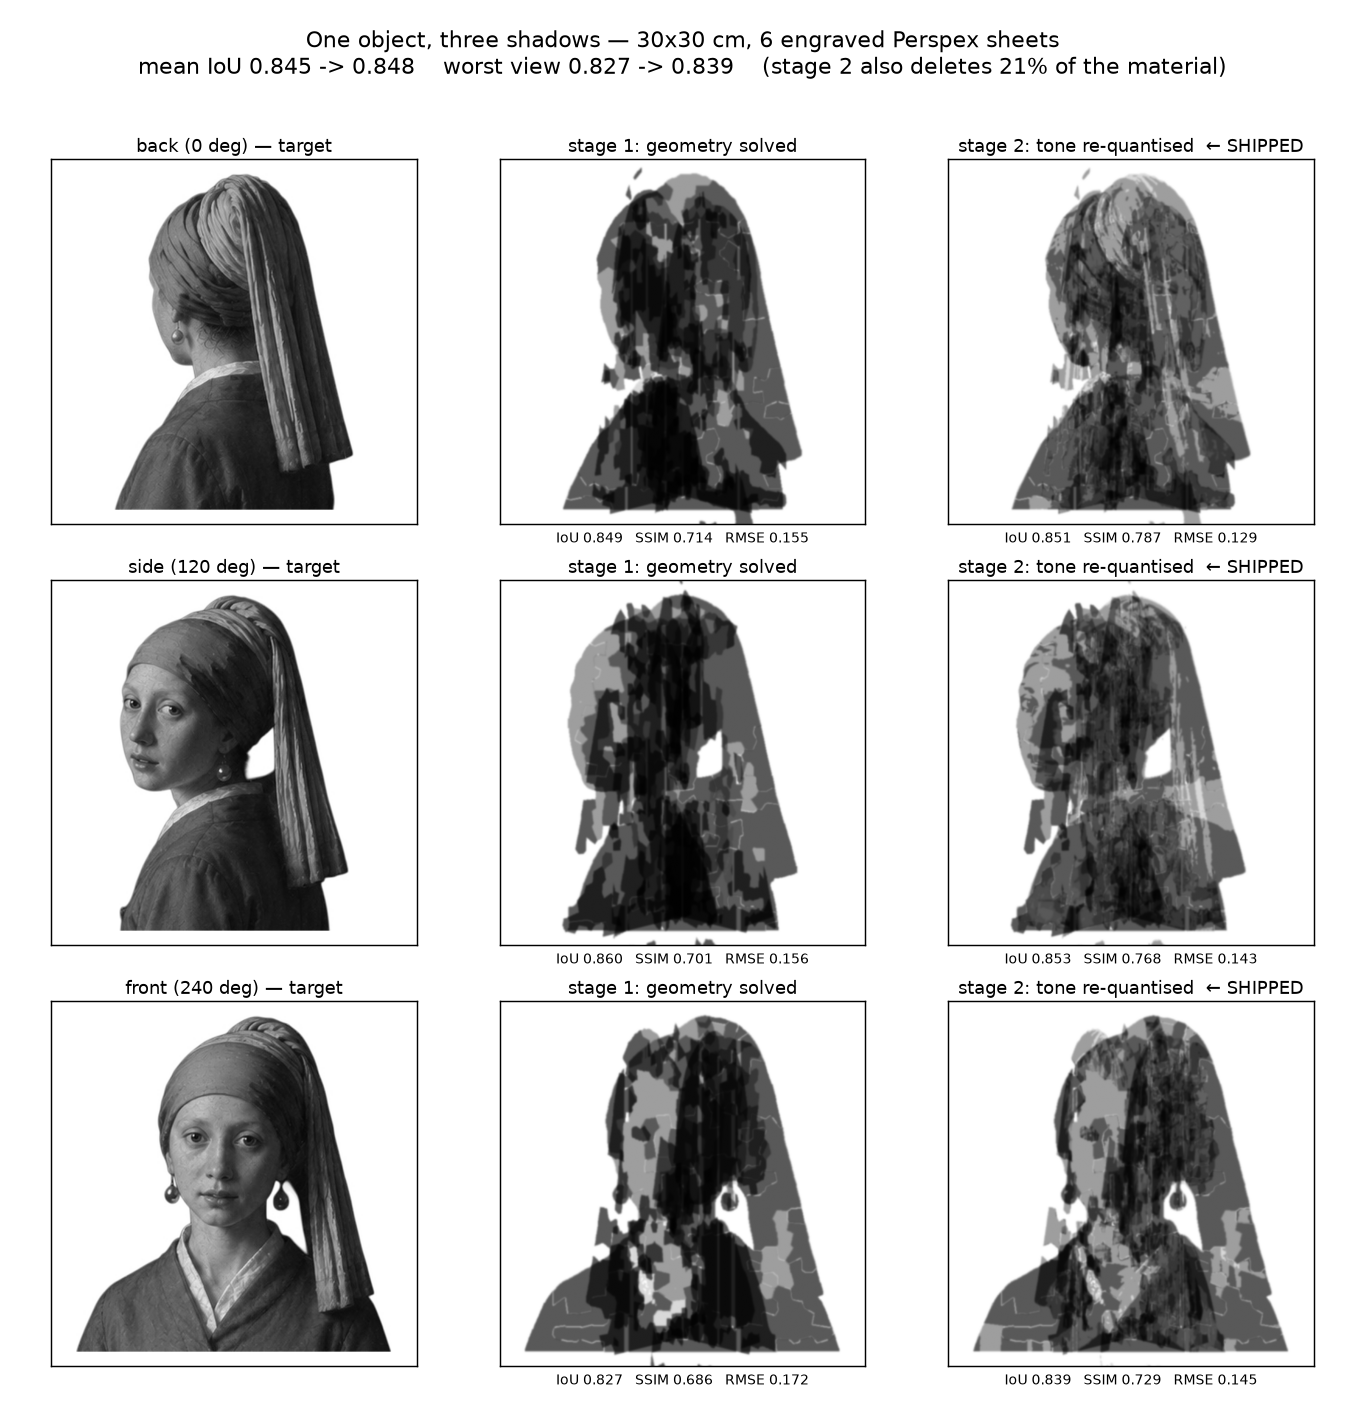 One object, three shadows — 30x30 cm, 6 engraved Perspex sheets
mean IoU 0.845 -> 0.848    worst view 0.827 -> 0.839    (stage 2 also deletes 21% of the material)
back (0 deg) — target
stage 1: geometry solved
stage 2: tone re-quantised ← SHIPPED
IoU 0.849   SSIM 0.714   RMSE 0.155
IoU 0.851   SSIM 0.787   RMSE 0.129
side (120 deg) — target
stage 1: geometry solved
stage 2: tone re-quantised ← SHIPPED
IoU 0.860   SSIM 0.701   RMSE 0.156
IoU 0.853   SSIM 0.768   RMSE 0.143
front (240 deg) — target
stage 1: geometry solved
stage 2: tone re-quantised ← SHIPPED
IoU 0.827   SSIM 0.686   RMSE 0.172
IoU 0.839   SSIM 0.729   RMSE 0.145